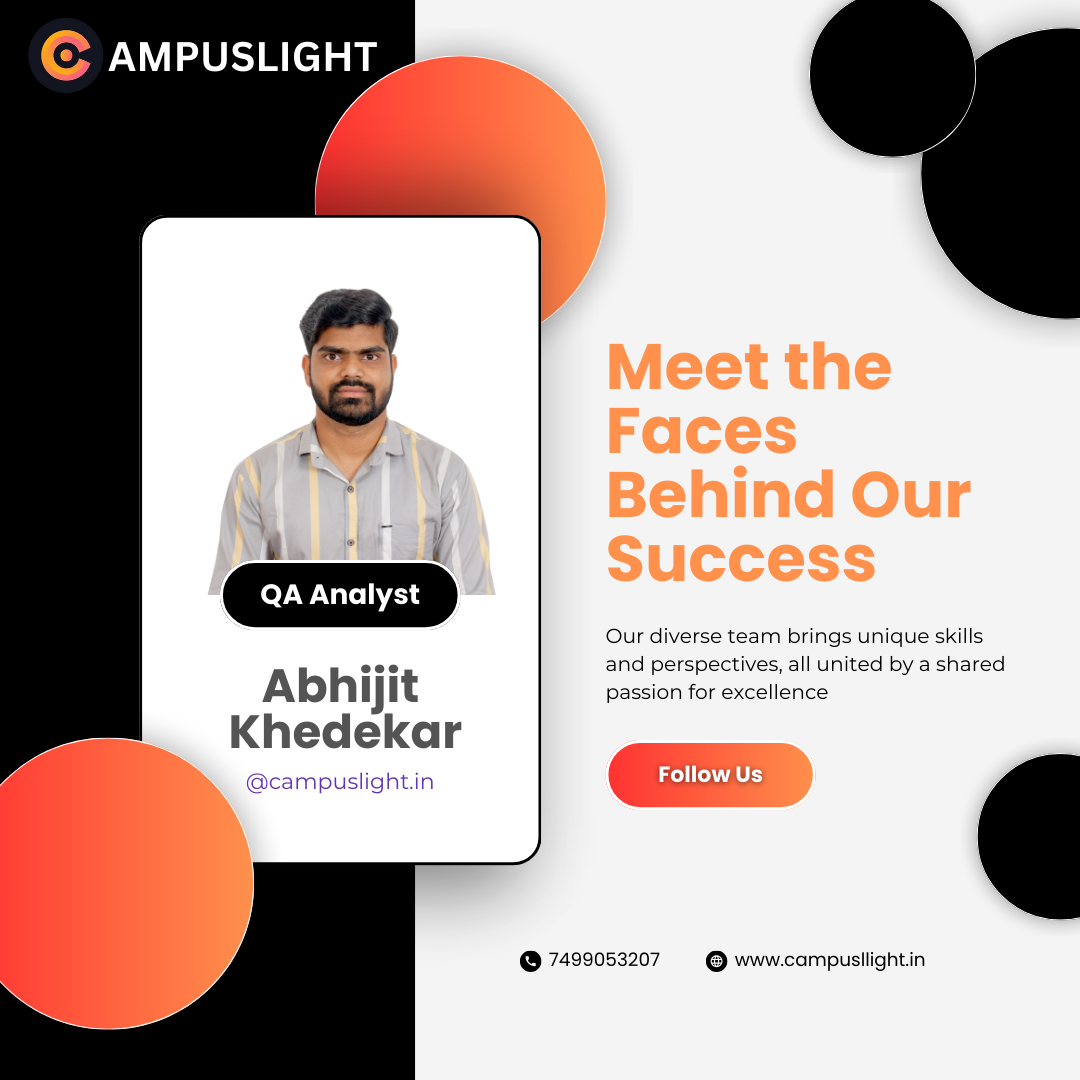 CAMPUSLIGHT
QA Analyst
Abhijit
Khedekar
@campuslight.in
Meet the
Faces
Behind Our
Success
Our diverse team brings unique skills
and perspectives, all united by a shared
passion for excellence
Follow Us
7499053207
www.campusllight.in